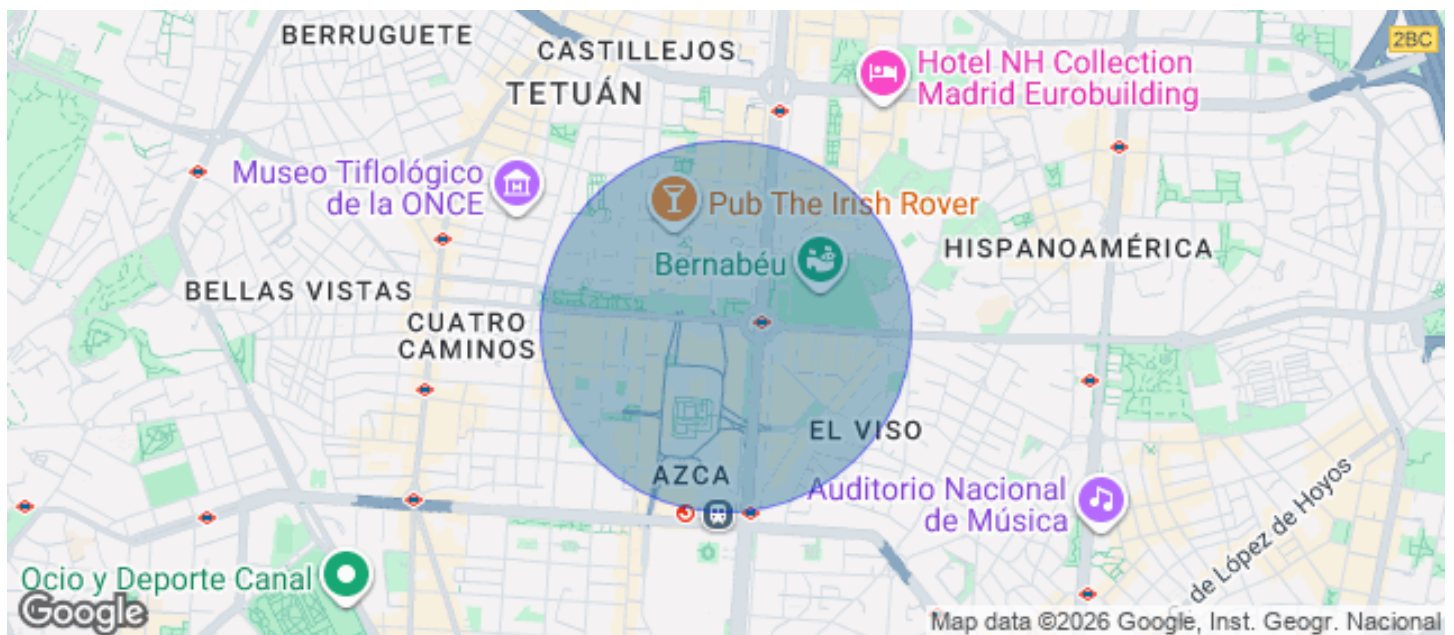 BERRUGUETE
CASTILLEJOS
TETUÁN
2BC
Hotel NH Collection
Madrid Eurobuilding
Museo Tiflológico
de la ONCE
Pub The Irish Rover
Bernabéu
HISPANOAMÉRICA
BELLAS VISTAS
CUATRO
CAMINOS
EL VISO
AZCA
Auditorio Nacional
de Música
de López de Hoyos
Ocio y Deporte Canal
Google
Map data ©2026 Google, Inst. Geogr. Nacional